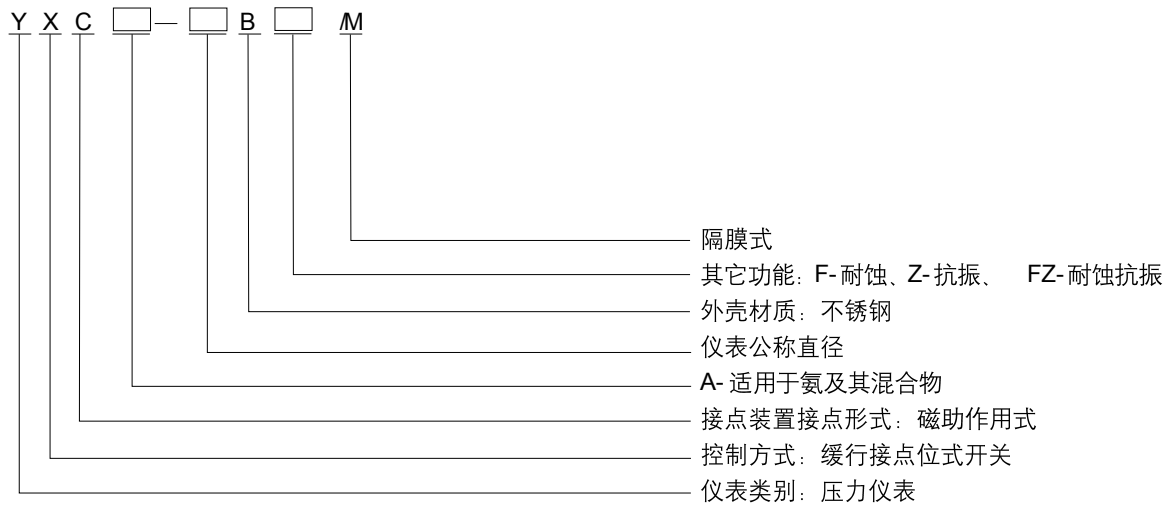 Y X C □—□ B □ /M
隔膜式
其它功能：F-耐蚀、Z-抗振、 FZ-耐蚀抗振
外壳材质：不锈钢
仪表公称直径
A-适用于氨及其混合物
接点装置接点形式：磁助作用式
控制方式：缓行接点位式开关
仪表类别：压力仪表